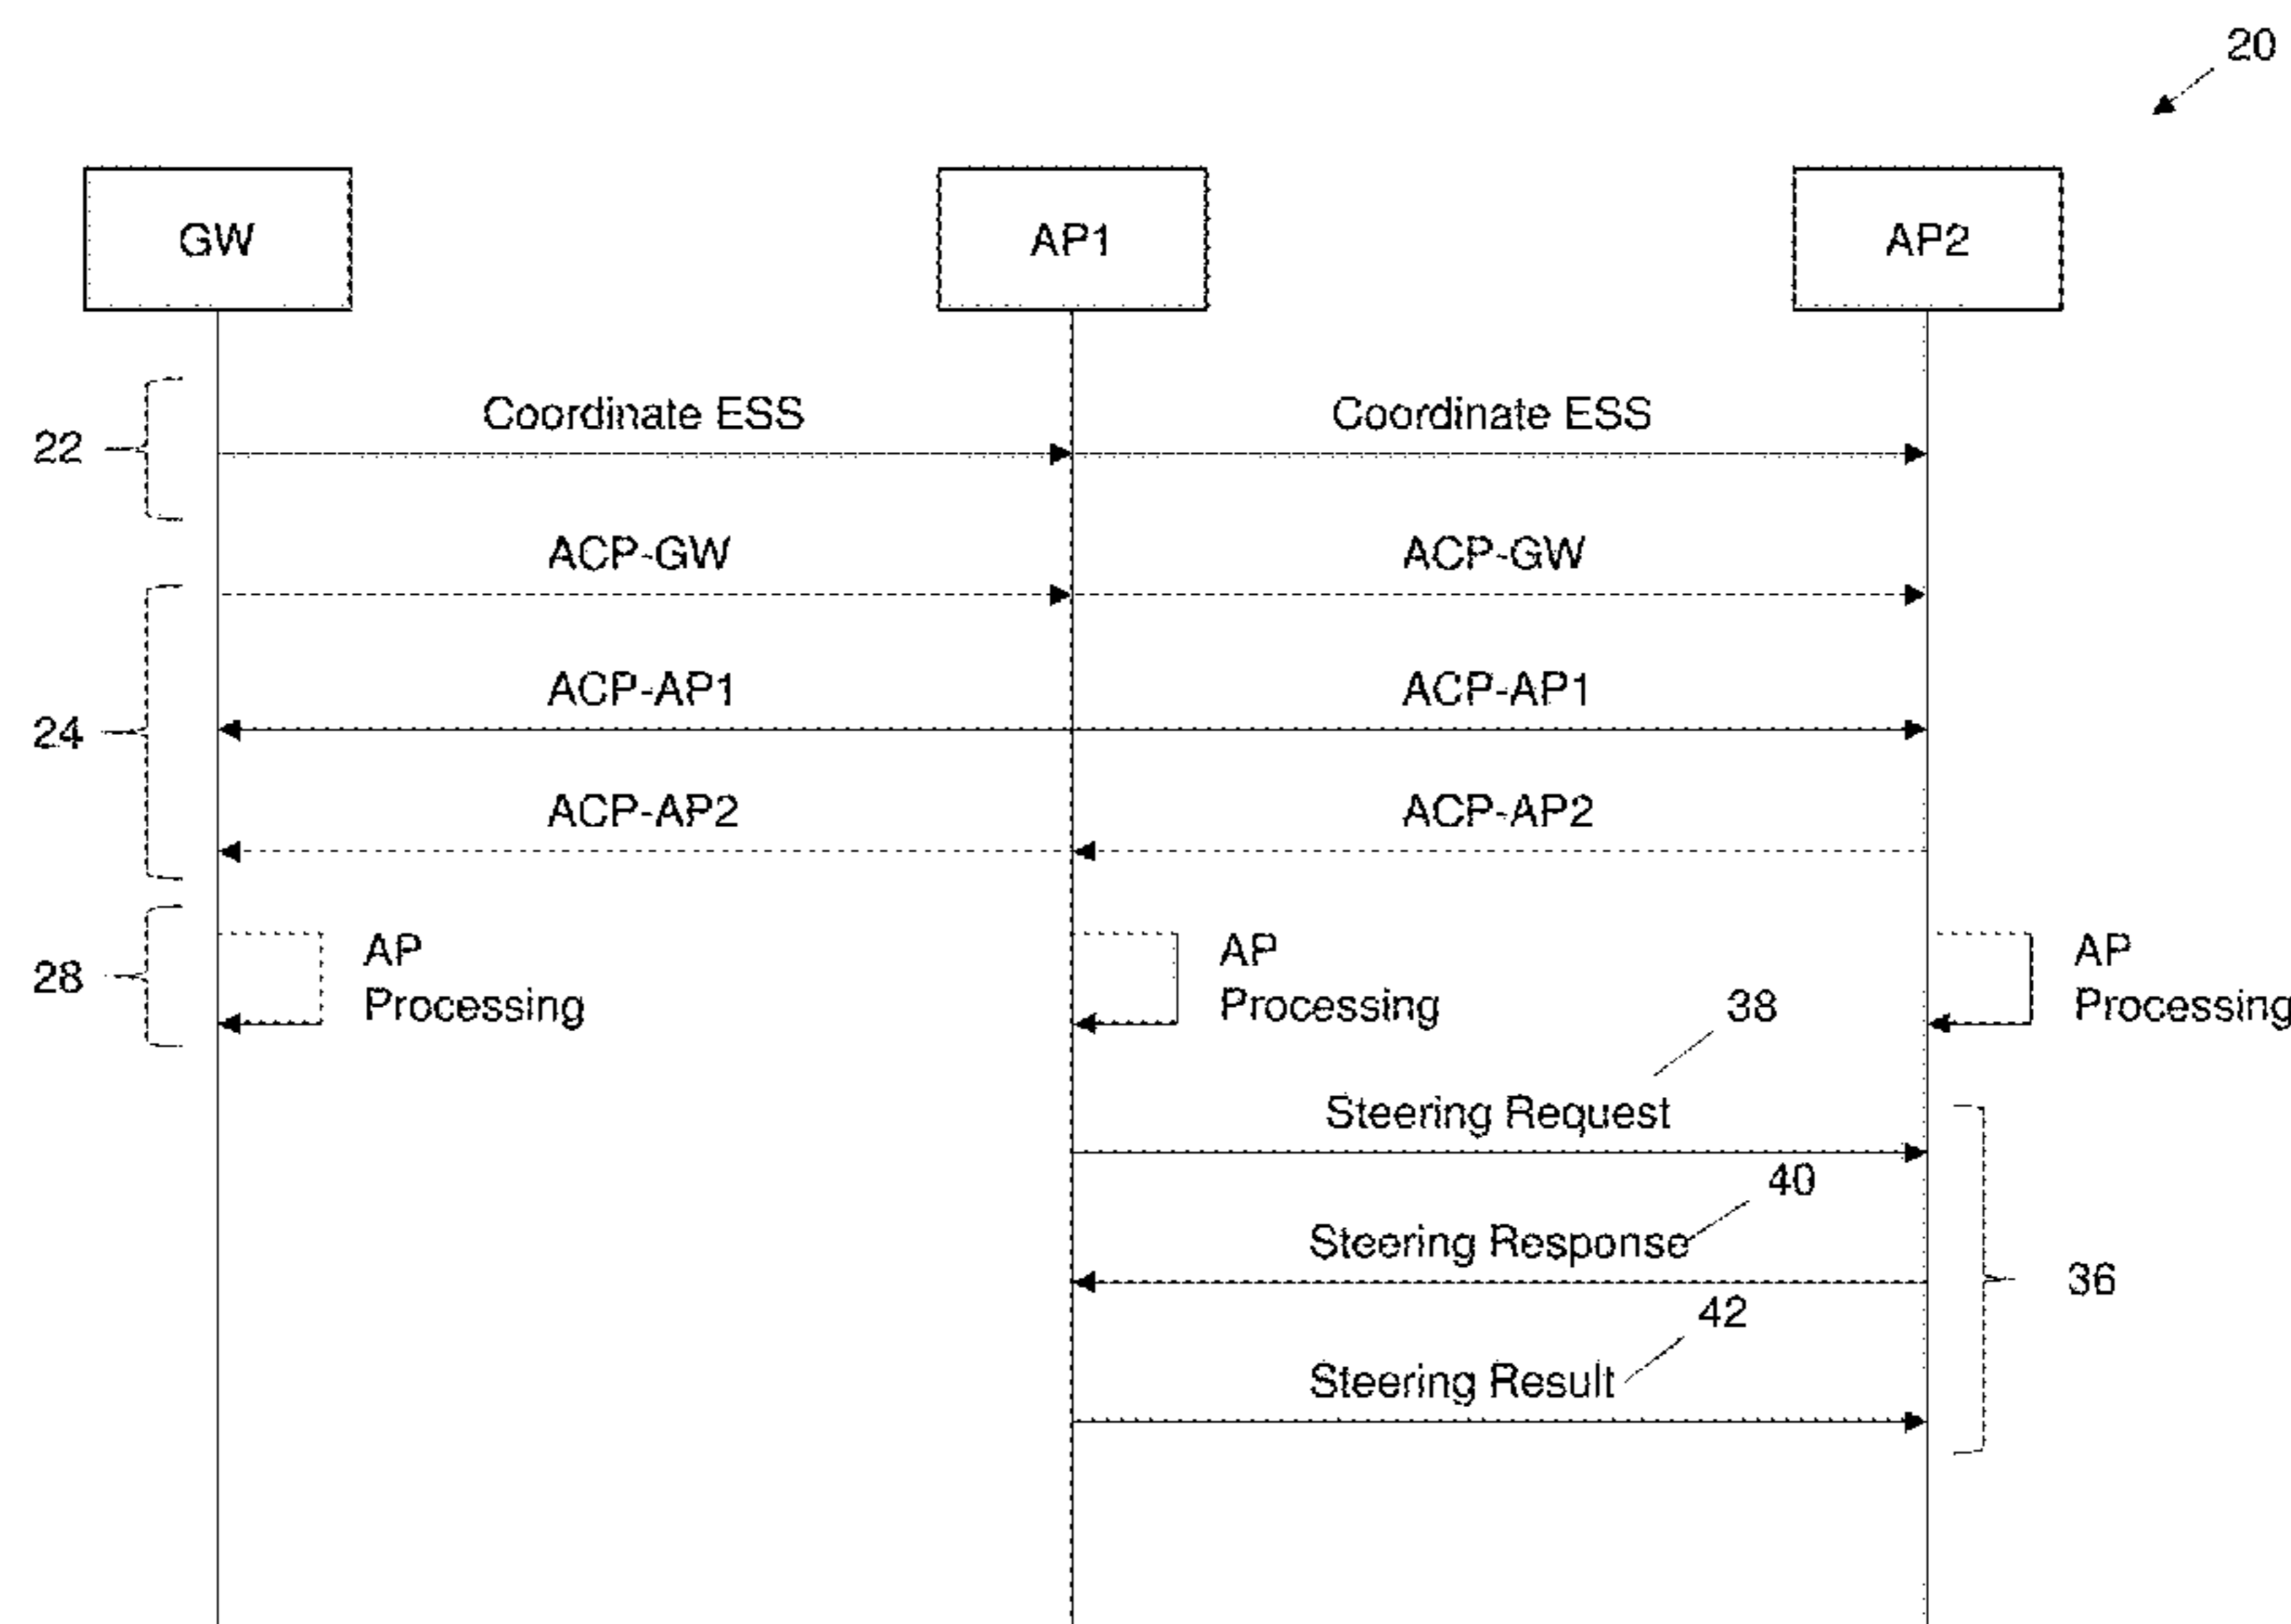 20
GW
AP1
AP2
22
Coordinate ESS
Coordinate ESS
ACP-GW
ACP-GW
24
ACP-AP1
ACP-AP1
ACP-AP2
ACP-AP2
28
AP
Processing
AP
Processing
AP
Processing
38
Steering Request
40
Steering Response
36
42
Steering Result